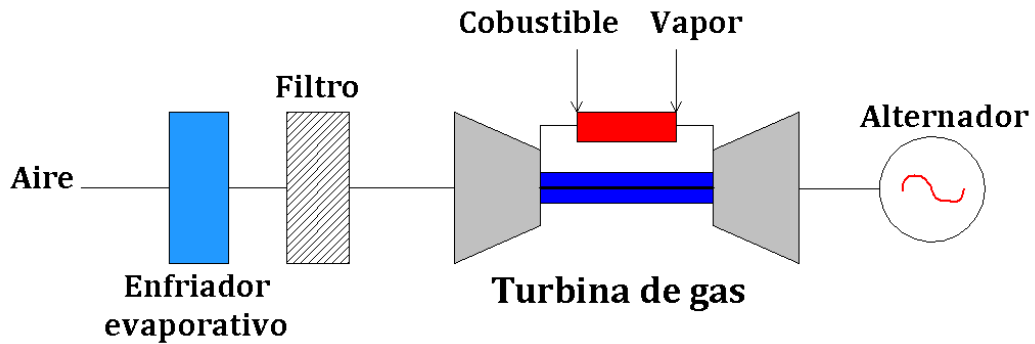 Cobustible
Vapor
Filtro
Alternador
Aire
Enfriador
evaporativo
Turbina de gas